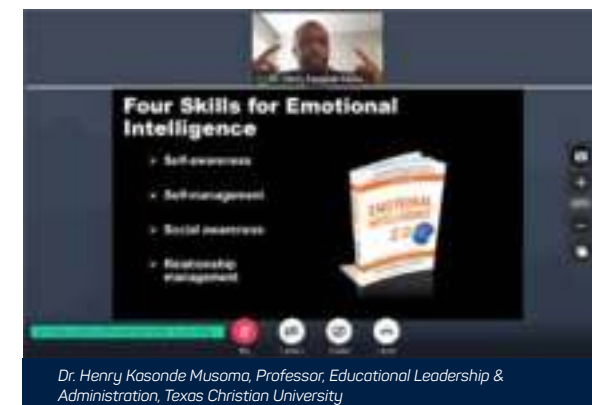 Four Skills for Emotional
Intelligence
➤ Self-awareness
➤ Self-management
➤ Social awareness
➤ Relationship
management
EMOTIONAL
INTELLIGENCE
2.0
Dr. Henry Kasonde Musoma, Professor, Educational Leadership &
Administration, Texas Christian University